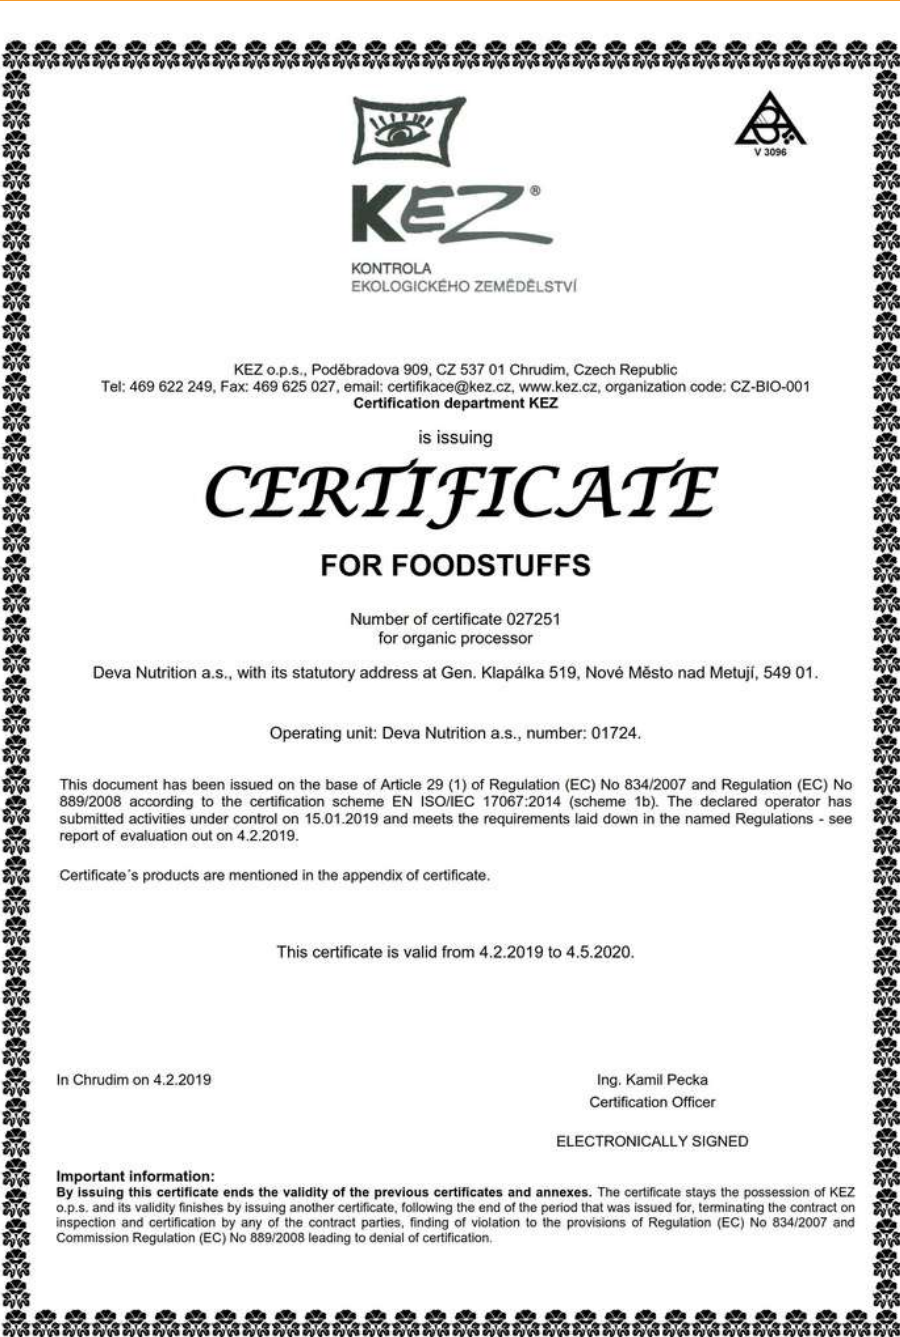 V 3096
KEZ®
KONTROLA
EKOLOGICKÉHO ZEMĚDĚLSTVÍ
KEZ o.p.s., Poděbradova 909, CZ 537 01 Chrudim, Czech Republic
Tel: 469 622 249, Fax: 469 625 027, email: certifikace@kez.cz, www.kez.cz, organization code: CZ-BIO-001
Certification department KEZ
is issuing
CERTIFICATE
FOR FOODSTUFFS
Number of certificate 027251
for organic processor
Deva Nutrition a.s., with its statutory address at Gen. Klapálka 519, Nové Město nad Metují, 549 01.
Operating unit: Deva Nutrition a.s., number: 01724.
This document has been issued on the base of Article 29 (1) of Regulation (EC) No 834/2007 and Regulation (EC) No
889/2008 according to the certification scheme EN ISO/IEC 17067:2014 (scheme 1b). The declared operator has
submitted activities under control on 15.01.2019 and meets the requirements laid down in the named Regulations - see
report of evaluation out on 4.2.2019.
Certificate´s products are mentioned in the appendix of certificate.
This certificate is valid from 4.2.2019 to 4.5.2020.
In Chrudim on 4.2.2019
Ing. Kamil Pecka
Certification Officer
ELECTRONICALLY SIGNED
Important information:
By issuing this certificate ends the validity of the previous certificates and annexes. The certificate stays the possession of KEZ
o.p.s. and its validity finishes by issuing another certificate, following the end of the period that was issued for, terminating the contract on
inspection and certification by any of the contract parties, finding of violation to the provisions of Regulation (EC) No 834/2007 and
Commission Regulation (EC) No 889/2008 leading to denial of certification.